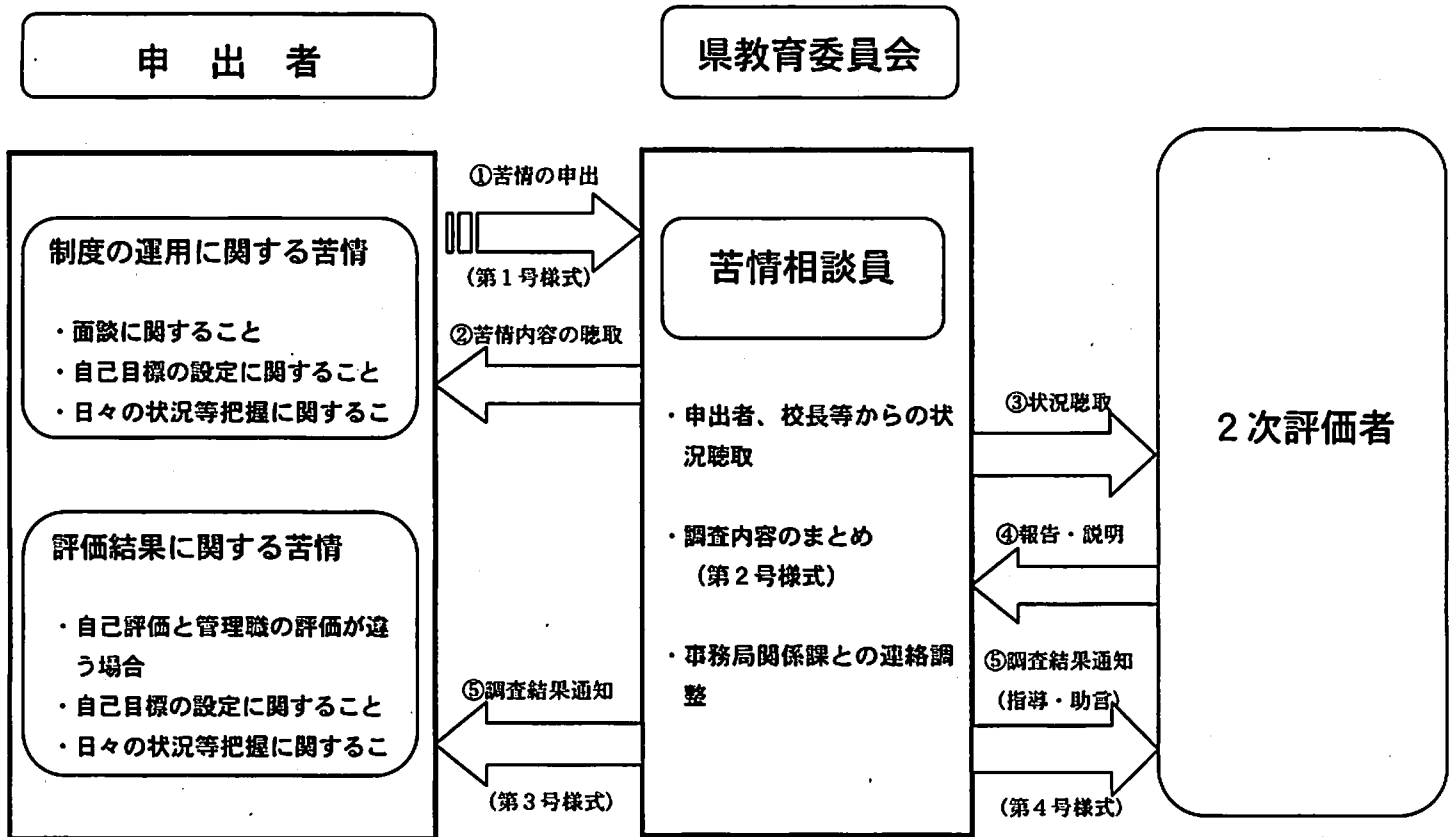 申 出 者
県教育委員会
制度の運用に関する苦情
・面談に関すること
・自己目標の設定に関すること
・日々の状況等把握に関するこ
評価結果に関する苦情
・自己評価と管理職の評価が違
う場合
・自己目標の設定に関すること
・日々の状況等把握に関するこ
①苦情の申出
(第1号様式)
②苦情内容の聴取
⑤調査結果通知
(第3号様式)
苦情相談員
・申出者、校長等からの状
況聴取
・調査内容のまとめ
(第2号様式)
・事務局関係課との連絡調
整
③状況聴取
④報告・説明
⑤調査結果通知
(指導・助言)
(第4号様式)
2次評価者